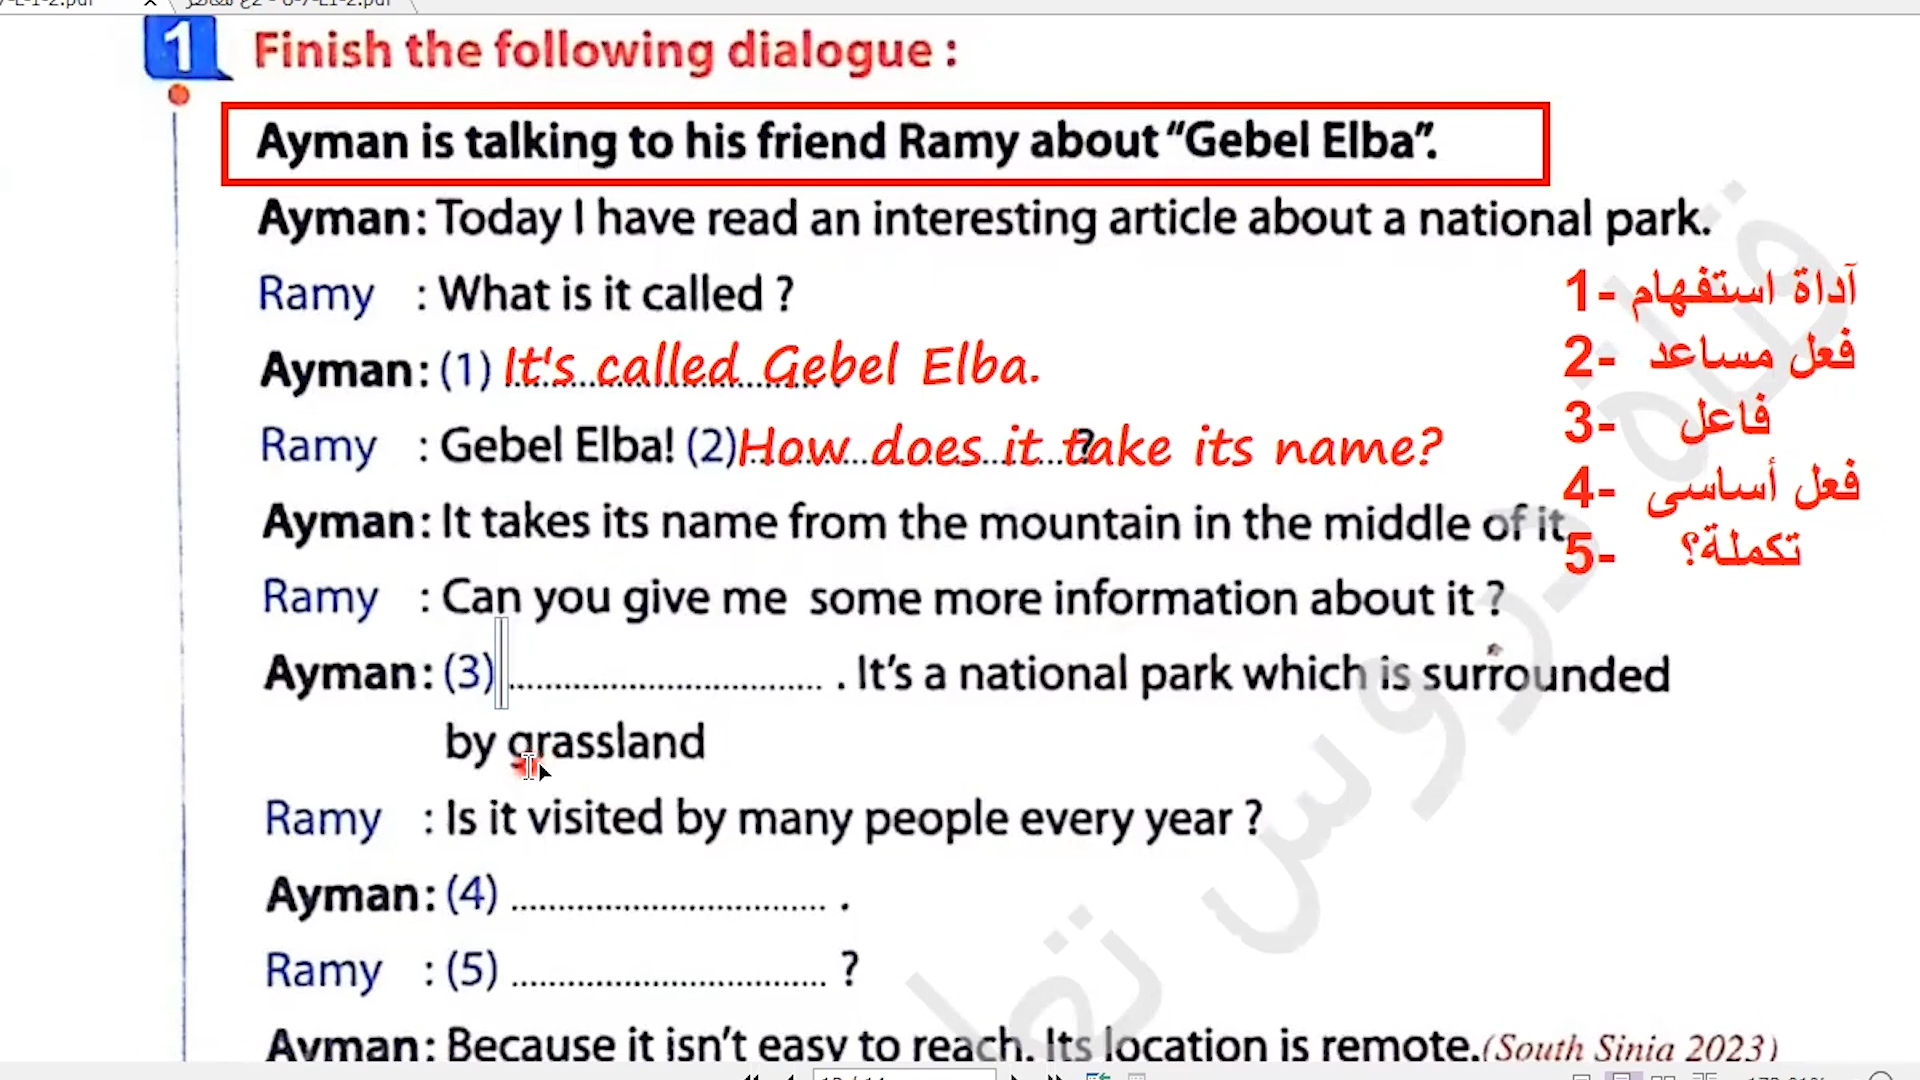 1 Finish the following dialogue :
Ayman is talking to his friend Ramy about “Gebel Elba”.
Ayman : Today I have read an interesting article about a national park.
Ramy : What is it called ?
Ayman : (1) It's called Gebel Elba.
Ramy : Gebel Elba! (2) How does it take its name?
Ayman : It takes its name from the mountain in the middle of it.
Ramy : Can you give me some more information about it ?
Ayman : (3) .................................. . It’s a national park which is surrounded
by grassland
Ramy : Is it visited by many people every year ?
Ayman : (4) .................................. .
Ramy : (5) .................................. ?
Ayman : Because it isn’t easy to reach. Its location is remote. (South Sinia 2023)
1- آداة استفهام
2- فعل مساعد
3- فاعل
4- فعل أساسى
5- تكملة؟